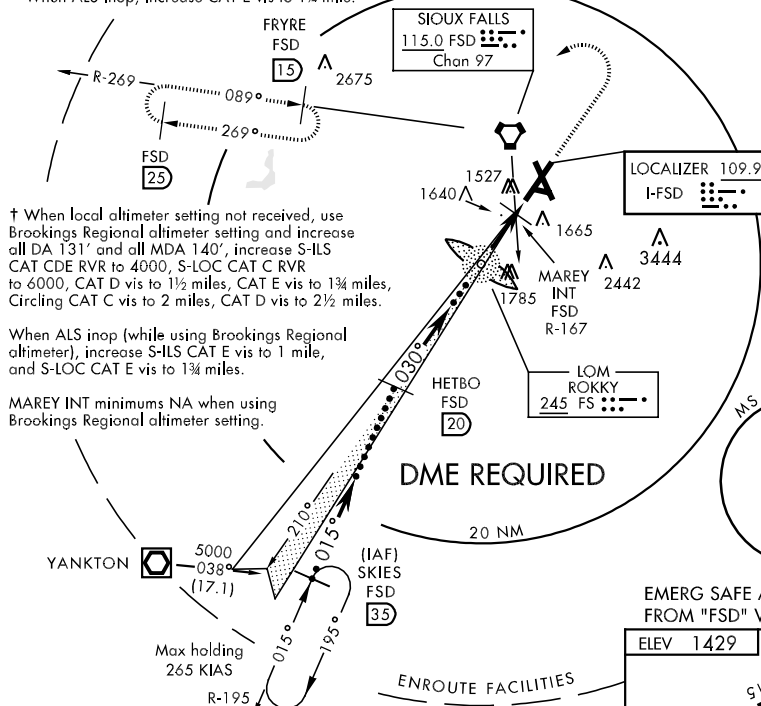 When ALS inop, increase CAT E vis to 1¼ mile.
FRYRE
FSD
15
2675
SIOUX FALLS
115.0 FSD
Chan 97
R-269
089°
269°
FSD
25
LOCALIZER 109.9
I-FSD
1527
1640
1665
3444
2442
1785
MAREY
INT
FSD
R-167
† When local altimeter setting not received, use
Brookings Regional altimeter setting and increase
all DA 131' and all MDA 140', increase S-ILS
CAT CDE RVR to 4000, S-LOC CAT C RVR
to 6000, CAT D vis to 1½ miles, CAT E vis to 1¾ miles,
Circling CAT C vis to 2 miles, CAT D vis to 2½ miles.
When ALS inop (while using Brookings Regional
altimeter), increase S-ILS CAT E vis to 1 mile,
and S-LOC CAT E vis to 1¾ miles.
MAREY INT minimums NA when using
Brookings Regional altimeter setting.
030°
HETBO
FSD
20
LOM
ROKKY
245 FS
MS
DME REQUIRED
20 NM
210°
015°
YANKTON
5000
038°
(17.1)
(IAF)
SKIES
FSD
35
015°
195°
Max holding
265 KIAS
R-195
ENROUTE FACILITIES
EMERG SAFE A
FROM "FSD" V
ELEV 1429